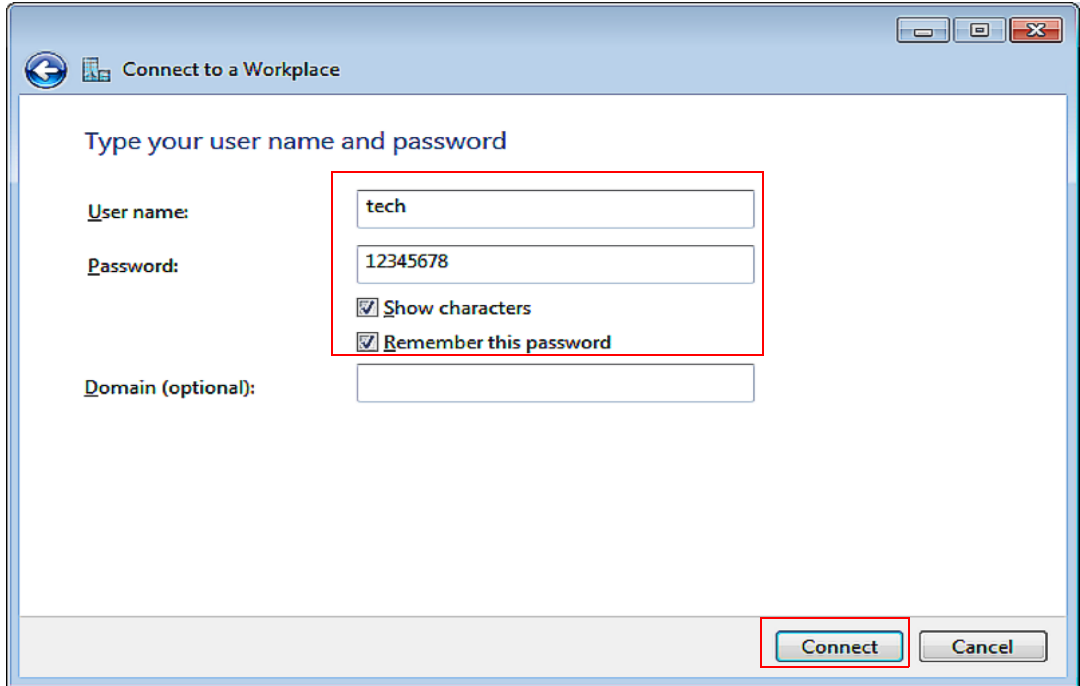 Connect to a Workplace
Type your user name and password
User name: tech
Password: 12345678
Show characters
Remember this password
Domain (optional):
Connect Cancel